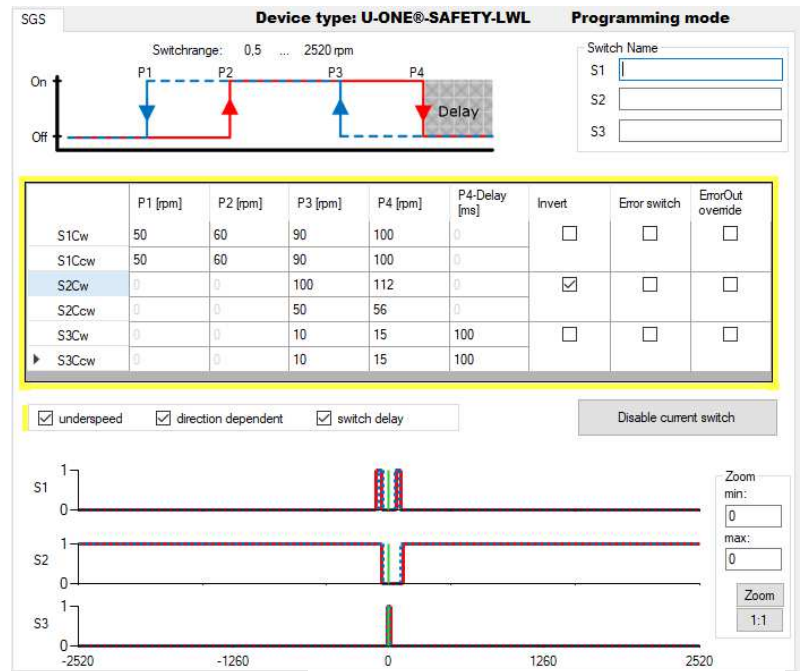 SGS
Device type: U-ONE®-SAFETY-LWL Programming mode
Switchrange: 0,5 ... 2520 rpm
Switch Name
P1 P2 P3 P4
On
Off
Delay
S1
S2
S3
P1 [rpm] P2 [rpm] P3 [rpm] P4 [rpm] P4-Delay [ms] Invert Error switch ErrorOut override
S1Cw 50 60 90 100 0
S1Ccw 50 60 90 100 0
S2Cw 0 0 100 112 0
S2Ccw 0 0 50 56 0
S3Cw 0 0 10 15 100
S3Ccw 0 0 10 15 100
underspeed direction dependent switch delay
Disable current switch
S1 1 0
S2 1 0
S3 1 0
-2520 -1260 0 1260 2520
Zoom
min:
0
max:
0
Zoom
1:1